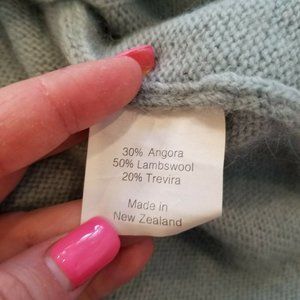 30% Angora
50% Lambswool
20% Trevira
Made in
New Zealand